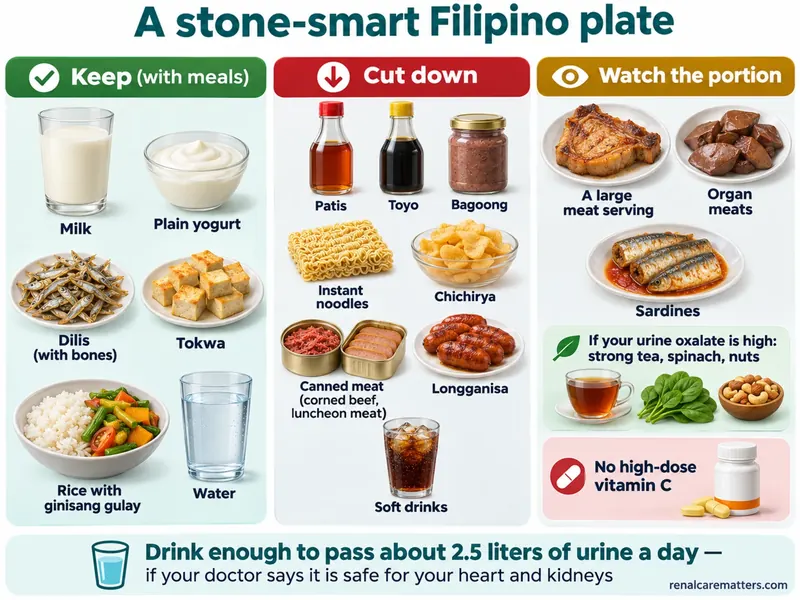 A stone-smart Filipino plate
Keep (with meals)
Milk
Plain yogurt
Dilis
(with bones)
Tokwa
Rice with
ginisang gulay
Water
Cut down
Patis
Toyo
Bagoong
Instant
noodles
Chichirya
Canned meat
(corned beef,
luncheon meat)
Longganisa
Soft drinks
Watch the portion
A large
meat serving
Organ
meats
Sardines
If your urine oxalate is high:
strong tea, spinach, nuts
No high-dose
vitamin C
Drink enough to pass about 2.5 liters of urine a day —
if your doctor says it is safe for your heart and kidneys
renalcarematters.com